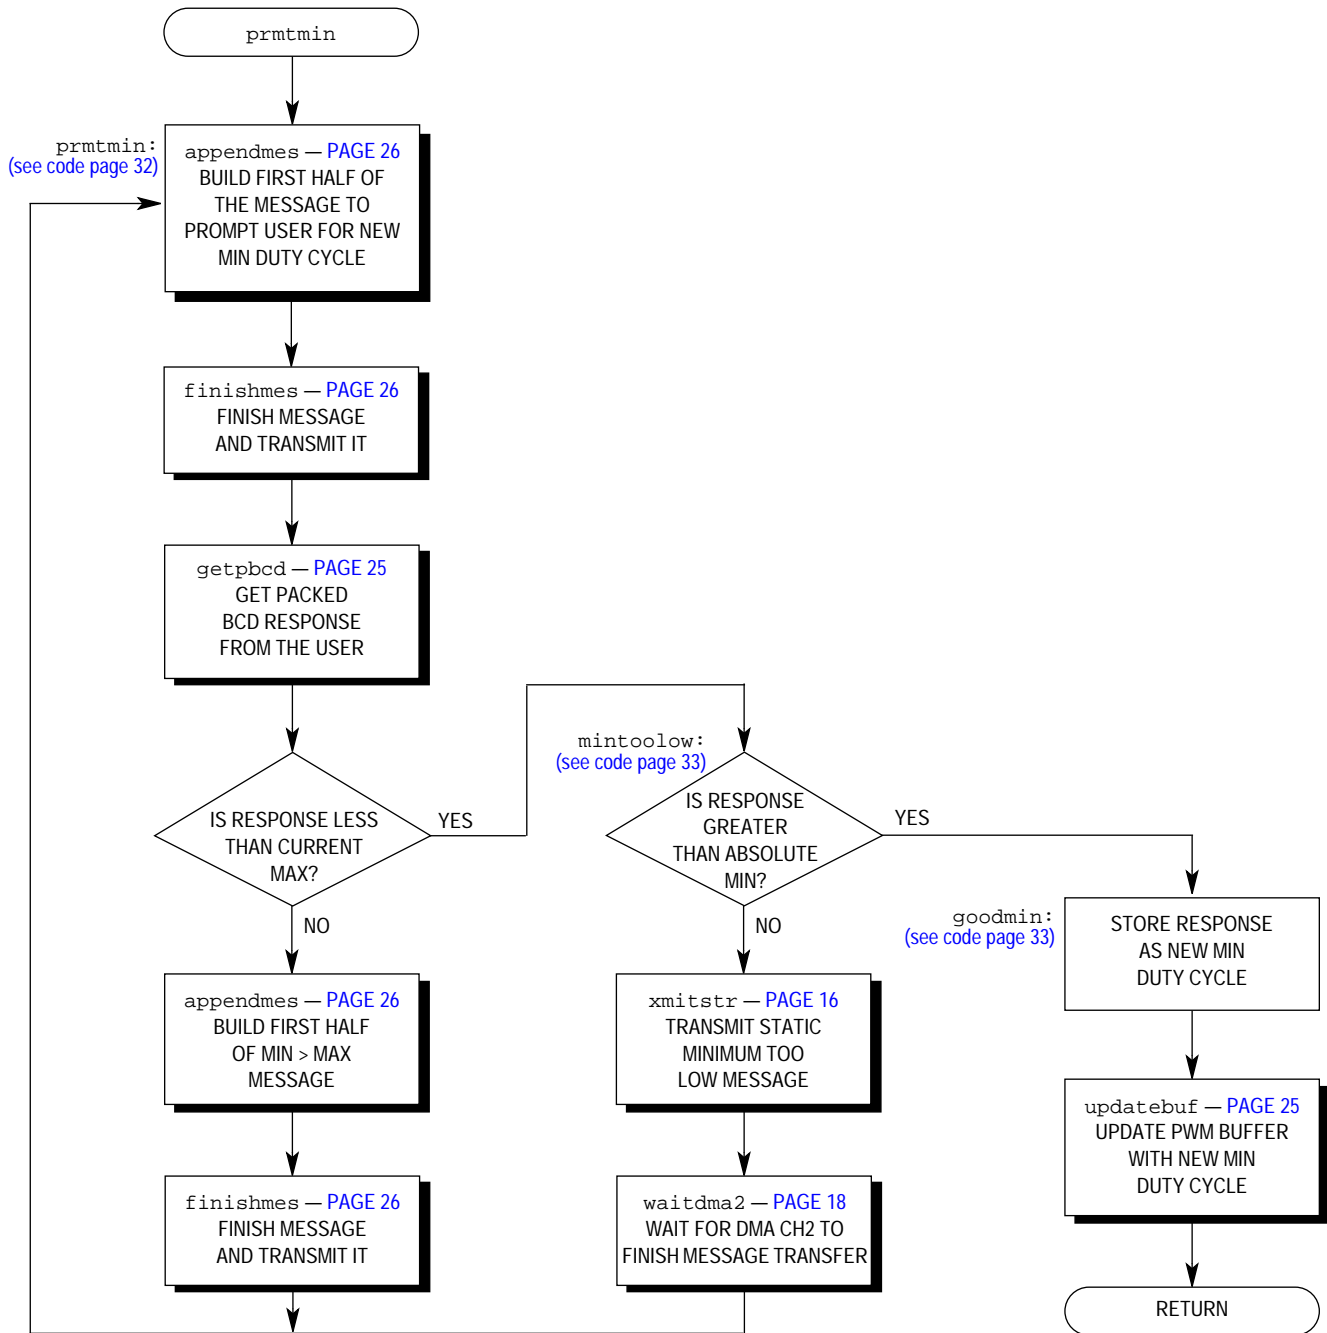 prmtmin
prmtmin:
(see code page 32)
appendmes — PAGE 26
BUILD FIRST HALF OF
THE MESSAGE TO
PROMPT USER FOR NEW
MIN DUTY CYCLE
finishmes — PAGE 26
FINISH MESSAGE
AND TRANSMIT IT
getpbcd — PAGE 25
GET PACKED
BCD RESPONSE
FROM THE USER
IS RESPONSE LESS
THAN CURRENT
MAX?
YES
NO
mintoolow:
(see code page 33)
IS RESPONSE
GREATER
THAN ABSOLUTE
MIN?
YES
NO
goodmin:
(see code page 33)
STORE RESPONSE
AS NEW MIN
DUTY CYCLE
appendmes — PAGE 26
BUILD FIRST HALF
OF MIN > MAX
MESSAGE
xmitstr — PAGE 16
TRANSMIT STATIC
MINIMUM TOO
LOW MESSAGE
updatebuf — PAGE 25
UPDATE PWM BUFFER
WITH NEW MIN
DUTY CYCLE
finishmes — PAGE 26
FINISH MESSAGE
AND TRANSMIT IT
waitdma2 — PAGE 18
WAIT FOR DMA CH2 TO
FINISH MESSAGE TRANSFER
RETURN